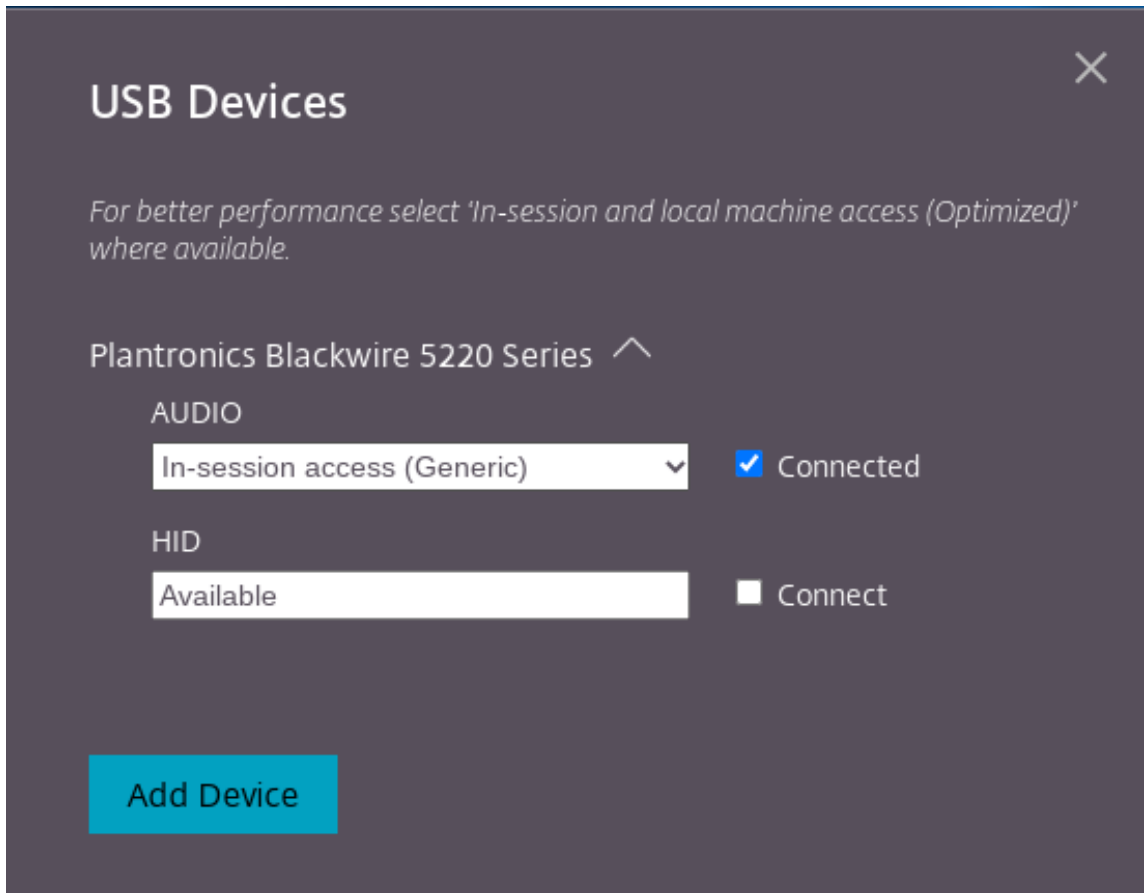 USB Devices
For better performance select 'In-session and local machine access (Optimized)'
where available.
Plantronics Blackwire 5220 Series
AUDIO
In-session access (Generic)
Connected
HID
Available
Connect
Add Device